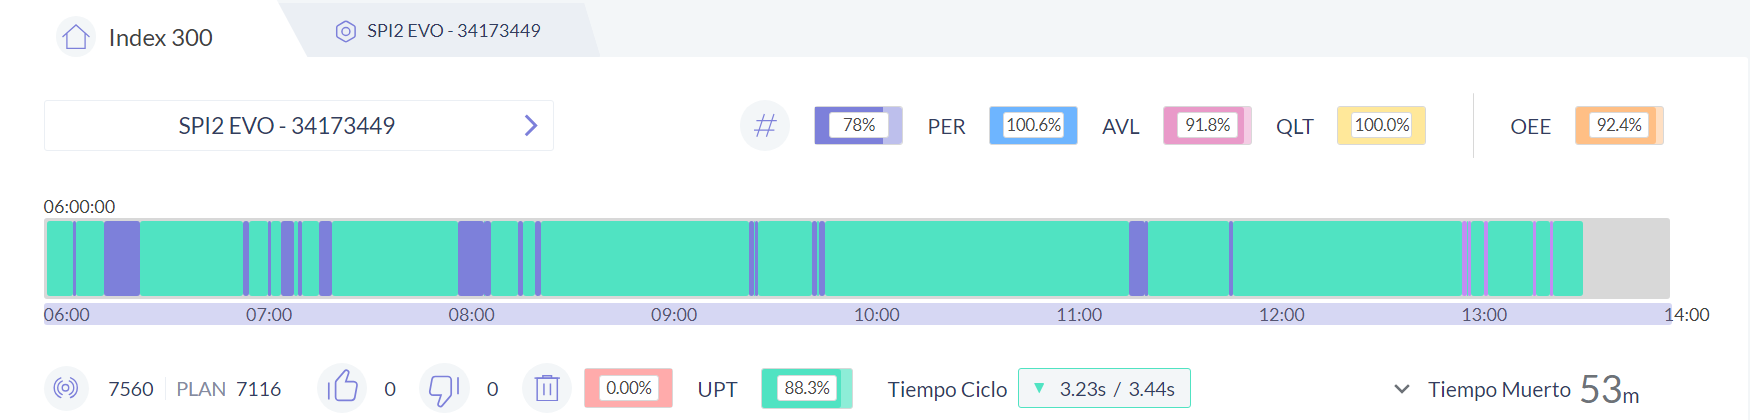 Index 300
SPI2 EVO - 34173449
SPI2 EVO - 34173449
# 78% PER 100.6% AVL 91.8% QLT 100.0% OEE 92.4%
06:00:00
06:00 07:00 08:00 09:00 10:00 11:00 12:00 13:00 14:00
7560 PLAN 7116 0 0 0.00% UPT 88.3% Tiempo Ciclo 3.23s / 3.44s Tiempo Muerto 53m